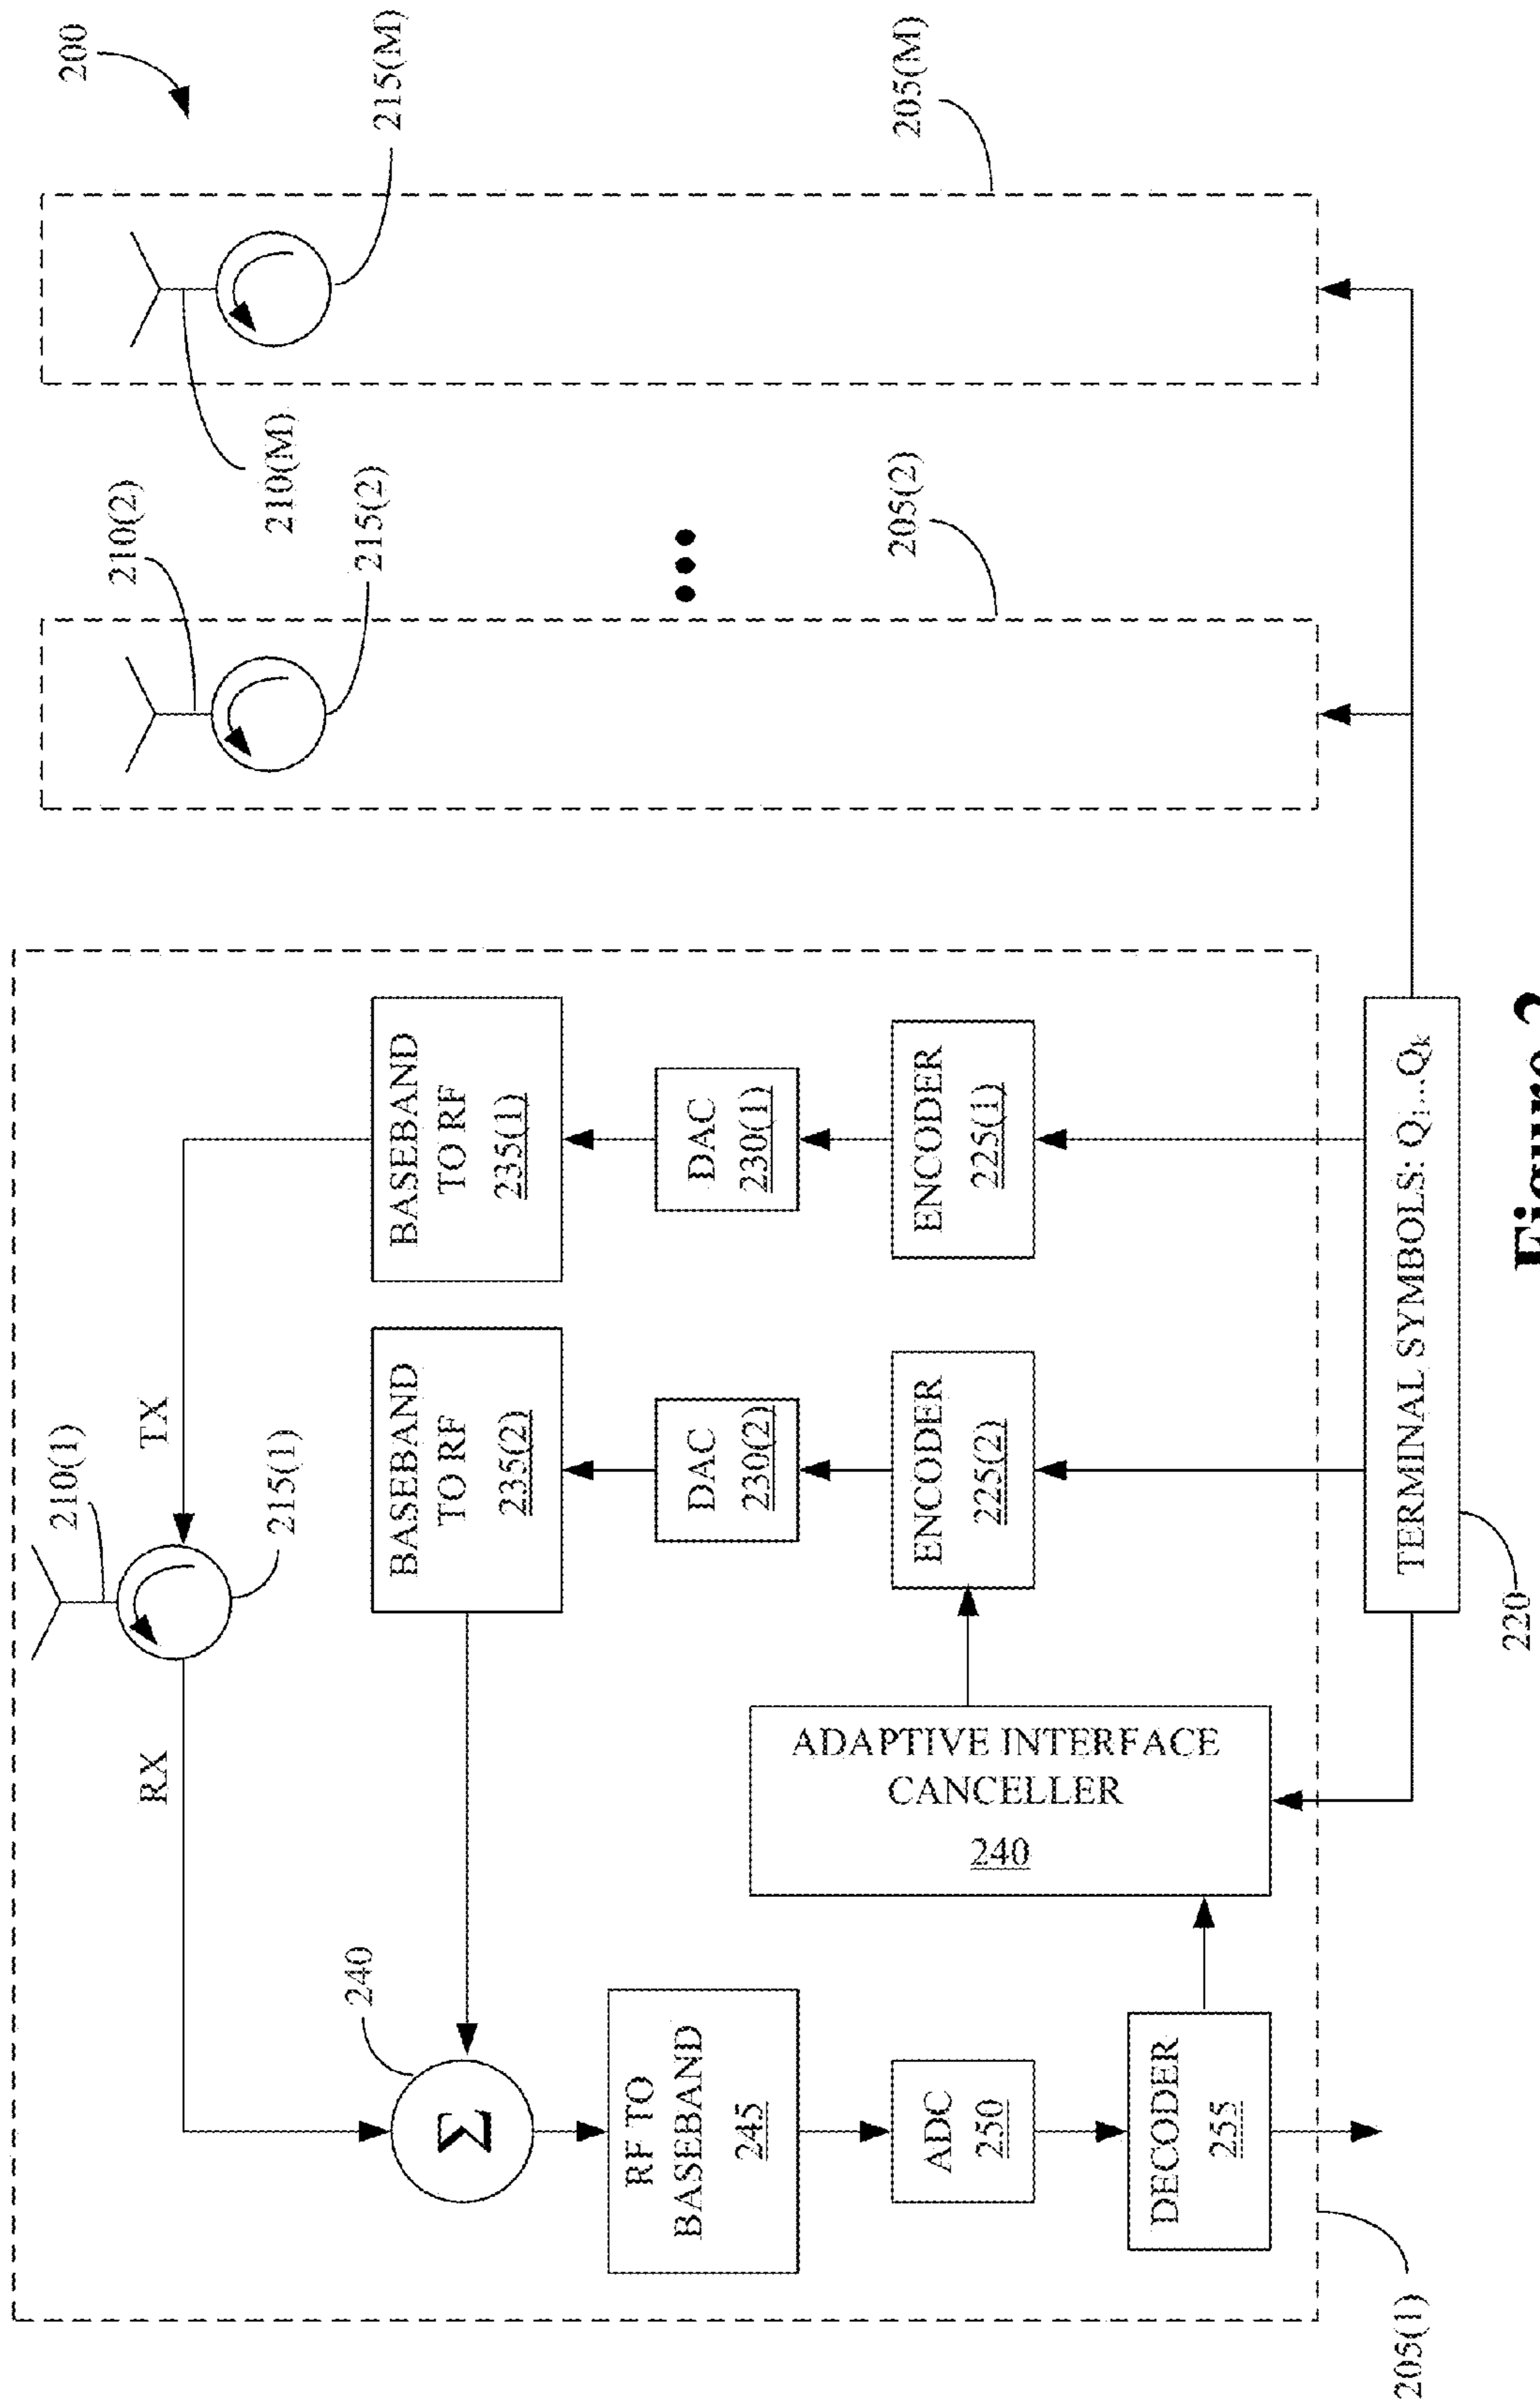 200
210(1)
TX
RX
215(1)
210(2)
215(2)
210(M)
215(M)
240
Σ
BASEBAND
TO RF
235(2)
BASEBAND
TO RF
235(1)
RF TO
BASEBAND
245
DAC
230(2)
DAC
230(1)
ADC
250
ADAPTIVE INTERFACE
CANCELLER
240
ENCODER
225(2)
ENCODER
225(1)
205(2)
205(M)
DECODER
255
205(1)
TERMINAL SYMBOLS: Q1...Qk
220
Figure 2